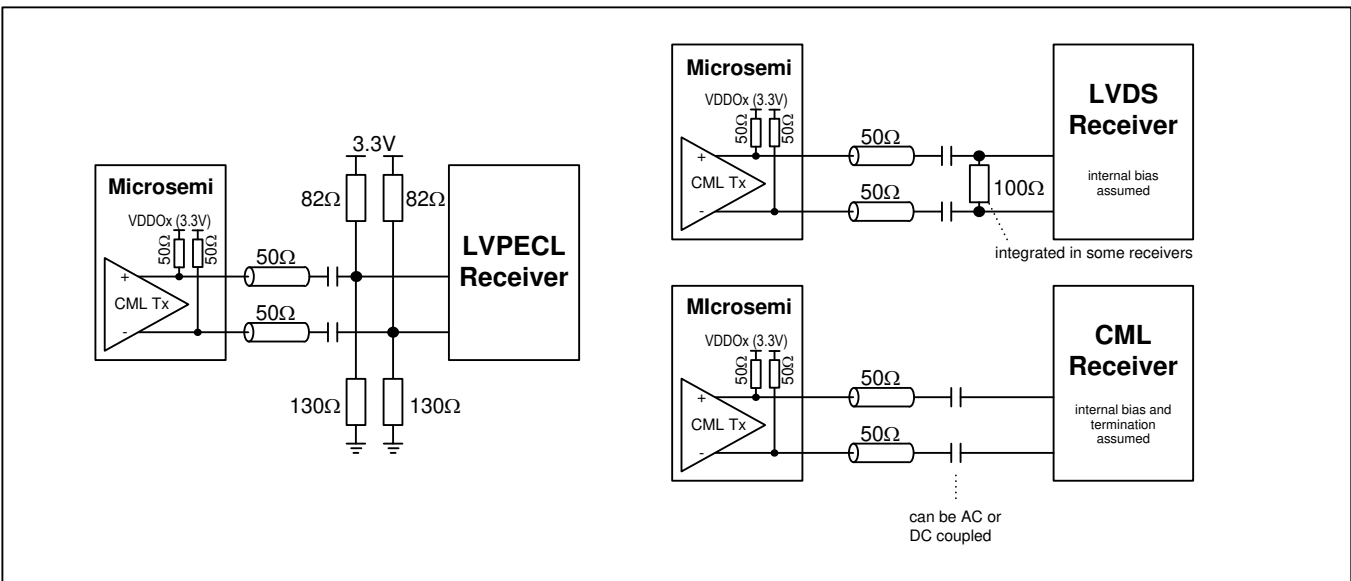 Microsemi
VDDOx (3.3V)
50Ω
50Ω
+
CML Tx
-
50Ω
50Ω
3.3V
82Ω
82Ω
130Ω
130Ω
LVPECL
Receiver
Microsemi
VDDOx (3.3V)
50Ω
50Ω
+
CML Tx
-
50Ω
50Ω
100Ω
integrated in some receivers
LVDS
Receiver
internal bias
assumed
MIcrosemi
VDDOx (3.3V)
50Ω
50Ω
+
CML Tx
-
50Ω
50Ω
can be AC or
DC coupled
CML
Receiver
internal bias and
termination
assumed